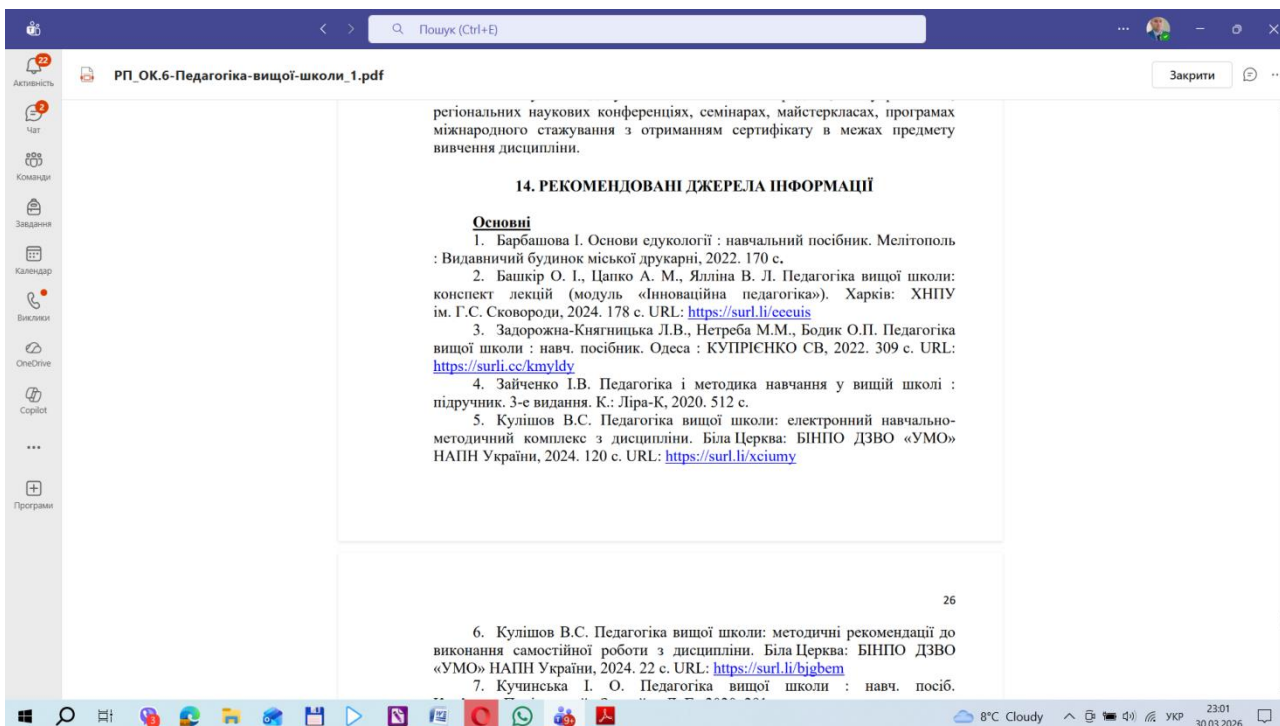 Пошук (Ctrl+E)
22
Активність
РП_ОК.6-Педагогіка-вищої-школи_1.pdf
Закрити
2
Чат
Команди
Завдання
Календар
Виклики
OneDrive
Copilot
Програми
регіональних наукових конференціях, семінарах, майстеркласах, програмах
міжнародного стажування з отриманням сертифікату в межах предмету
вивчення дисципліни.
14. РЕКОМЕНДОВАНІ ДЖЕРЕЛА ІНФОРМАЦІЇ
Основні
1. Барбашова І. Основи едукології : навчальний посібник. Мелітополь
: Видавничий будинок міської друкарні, 2022. 170 с.
2. Башкір О. І., Цапко А. М., Ялліна В. Л. Педагогіка вищої школи:
конспект лекцій (модуль «Інноваційна педагогіка»). Харків: ХНПУ
ім. Г.С. Сковороди, 2024. 178 с. URL: https://surl.li/eeeuis
3. Задорожна-Княгницька Л.В., Нетреба М.М., Бодик О.П. Педагогіка
вищої школи : навч. посібник. Одеса : КУПРІЄНКО СВ, 2022. 309 с. URL:
https://surli.cc/kmyldy
4. Зайченко І.В. Педагогіка і методика навчання у вищій школі :
підручник. 3-е видання. К.: Ліра-К, 2020. 512 с.
5. Кулішов В.С. Педагогіка вищої школи: електронний навчально-
методичний комплекс з дисципліни. Біла Церква: БІНПО ДЗВО «УМО»
НАПН України, 2024. 120 с. URL: https://surl.li/xciumy
26
6. Кулішов В.С. Педагогіка вищої школи: методичні рекомендації до
виконання самостійної роботи з дисципліни. Біла Церква: БІНПО ДЗВО
«УМО» НАПН України, 2024. 22 с. URL: https://surl.li/bjgbem
7. Кучинська І. О. Педагогіка вищої школи : навч. посіб.
8°C Cloudy
УКР
23:01
30.03.2026